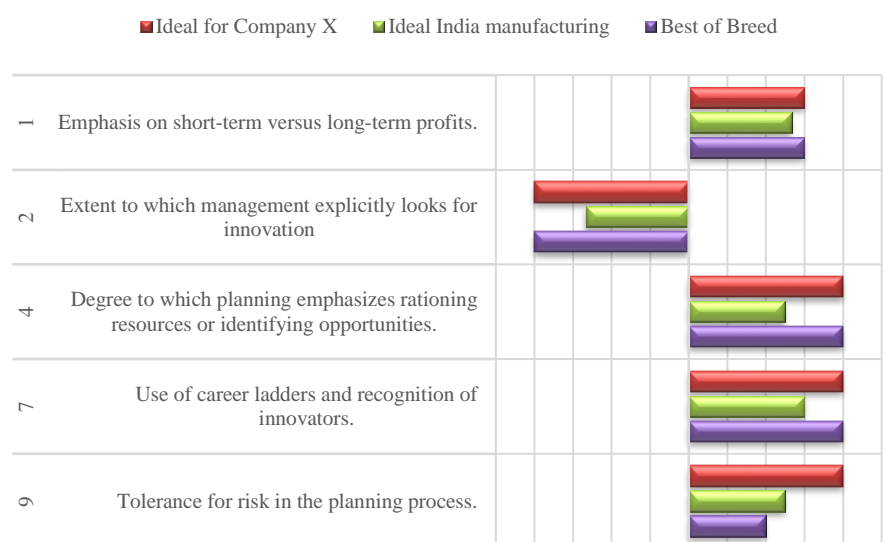 Ideal for Company X Ideal India manufacturing Best of Breed
1 Emphasis on short-term versus long-term profits.
2 Extent to which management explicitly looks for
innovation
4 Degree to which planning emphasizes rationing
resources or identifying opportunities.
7 Use of career ladders and recognition of
innovators.
9 Tolerance for risk in the planning process.